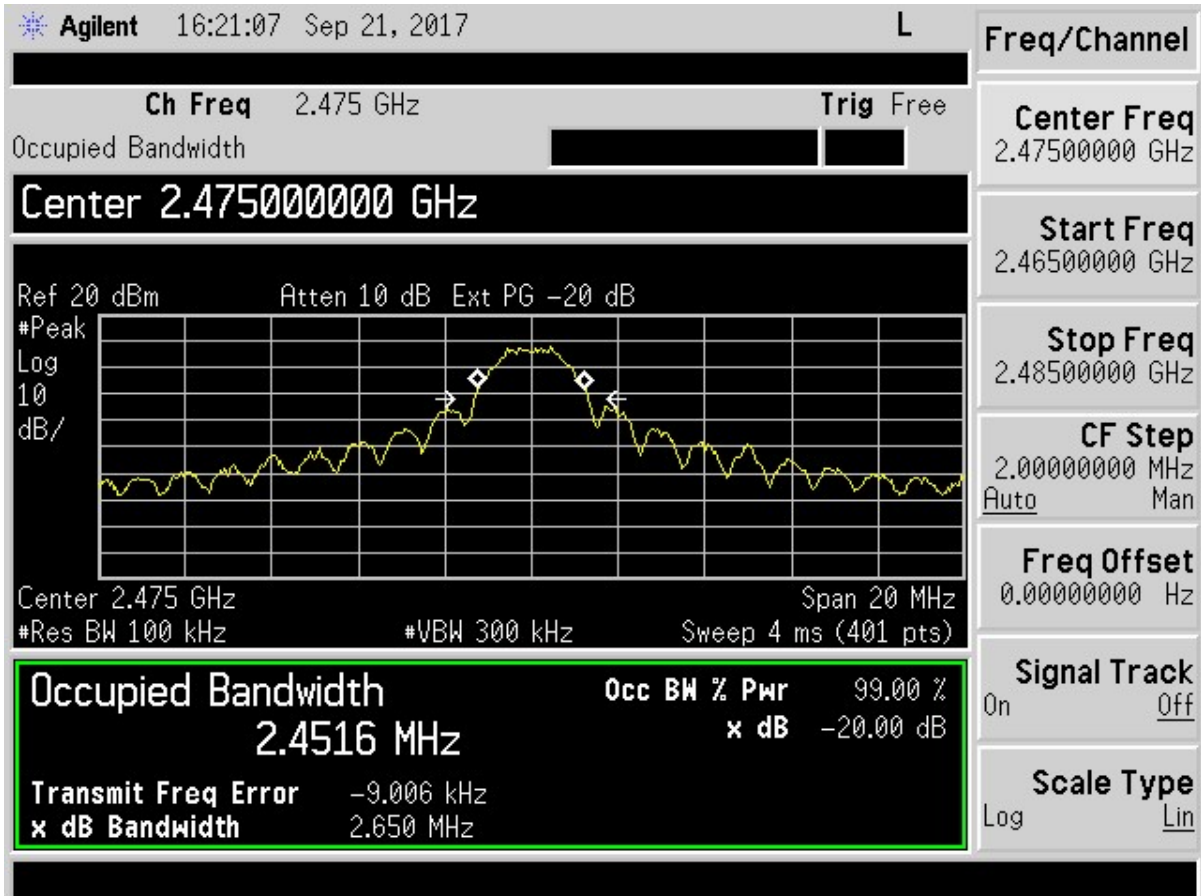 Agilent 16:21:07 Sep 21, 2017 L
Freq/Channel
Ch Freq 2.475 GHz Trig Free
Occupied Bandwidth
Center 2.475000000 GHz
Ref 20 dBm Atten 10 dB Ext PG −20 dB
#Peak
Log
10
dB/
Center 2.475 GHz Span 20 MHz
#Res BW 100 kHz #VBW 300 kHz Sweep 4 ms (401 pts)
Occupied Bandwidth
2.4516 MHz
Occ BW % Pwr 99.00 %
x dB −20.00 dB
Transmit Freq Error −9.006 kHz
x dB Bandwidth 2.650 MHz
Center Freq
2.47500000 GHz
Start Freq
2.46500000 GHz
Stop Freq
2.48500000 GHz
CF Step
2.00000000 MHz
Auto Man
Freq Offset
0.00000000 Hz
Signal Track
On Off
Scale Type
Log Lin